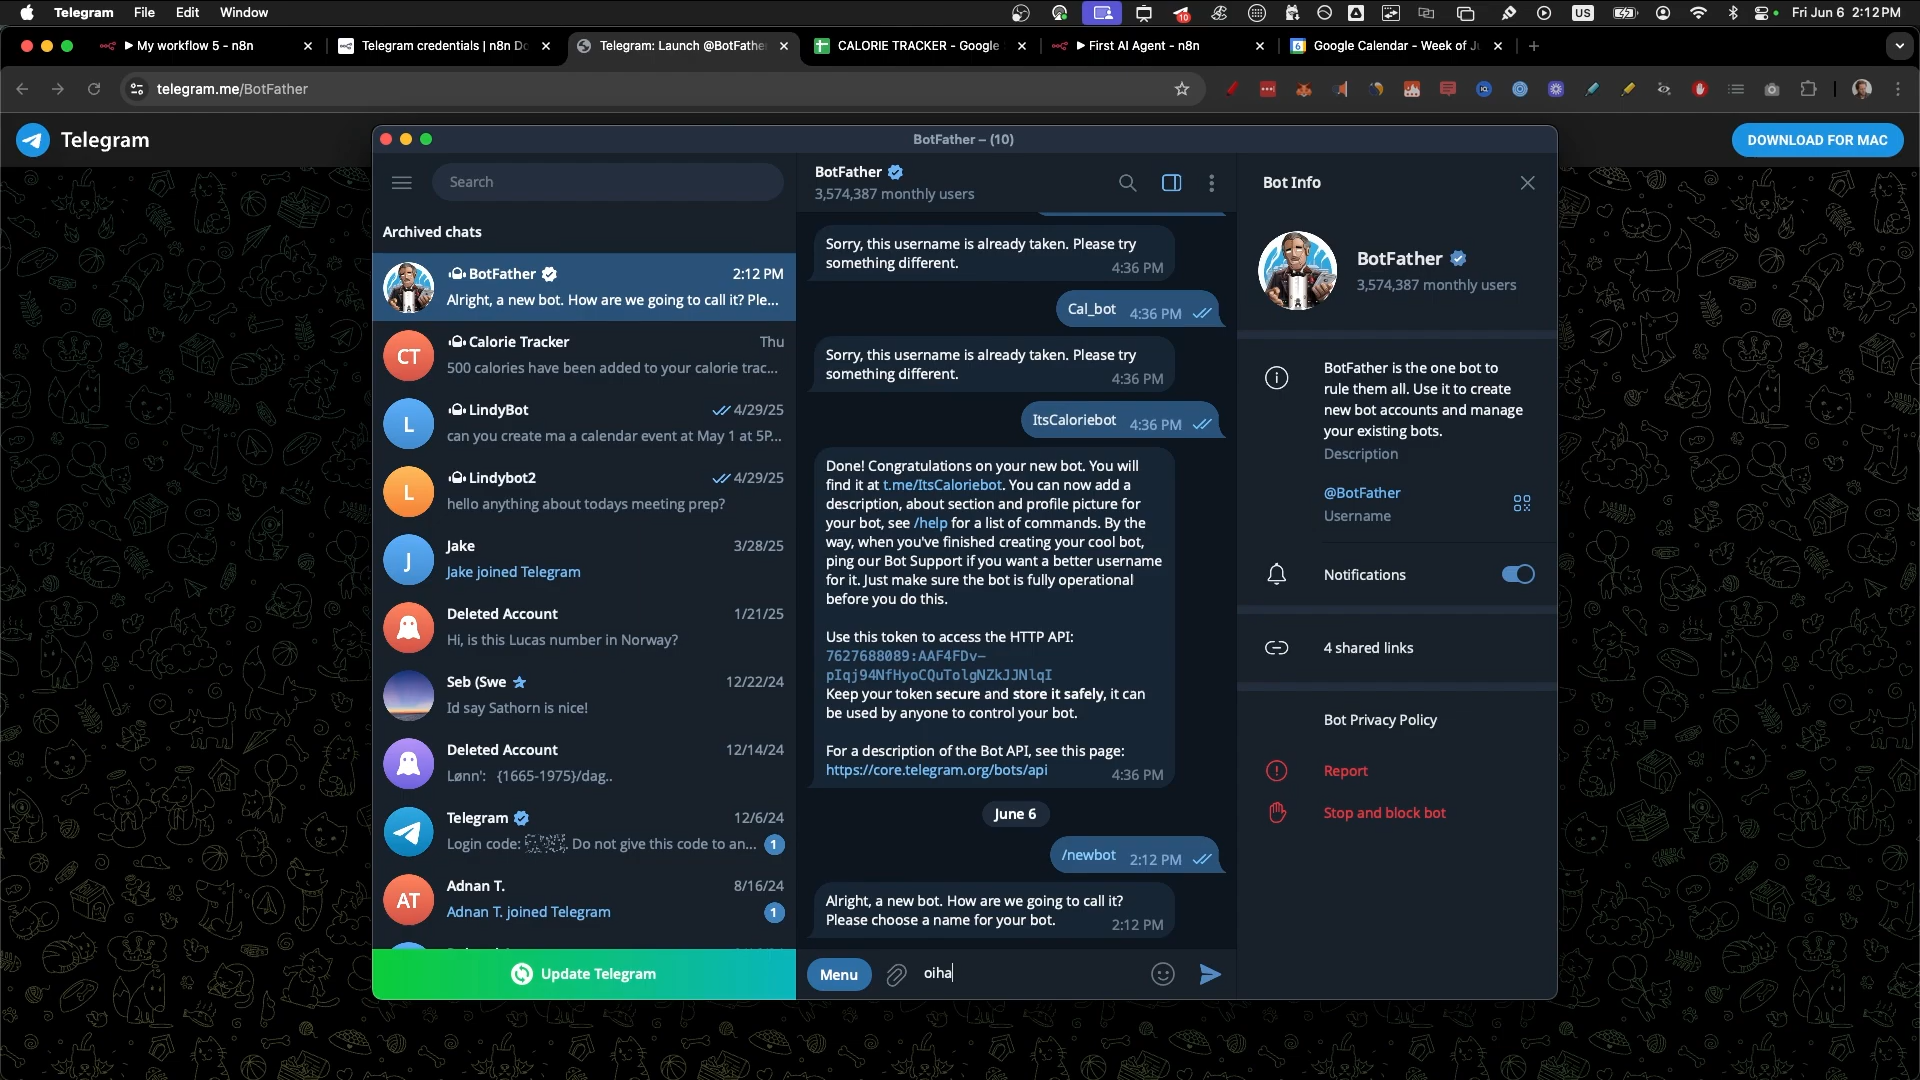 Telegram File Edit Window
10
US
Fri Jun 6 2:12 PM
My workflow 5 - n8n
Telegram credentials | n8n Do
Telegram: Launch @BotFathe
CALORIE TRACKER - Google
First AI Agent - n8n
Google Calendar - Week of Ju
telegram.me/BotFather
Telegram
DOWNLOAD FOR MAC
BotFather – (10)
Search
Archived chats
BotFather 2:12 PM
Alright, a new bot. How are we going to call it? Ple...
CT
Calorie Tracker Thu
500 calories have been added to your calorie trac...
L
LindyBot 4/29/25
can you create ma a calendar event at May 1 at 5P...
L
Lindybot2 4/29/25
hello anything about todays meeting prep?
J
Jake 3/28/25
Jake joined Telegram
Deleted Account 1/21/25
Hi, is this Lucas number in Norway?
Seb (Swe 12/22/24
Id say Sathorn is nice!
Deleted Account 12/14/24
Lønn': {1665-1975}/dag..
Telegram 12/6/24
Login code: . Do not give this code to an... 1
AT
Adnan T. 8/16/24
Adnan T. joined Telegram 1
Update Telegram
BotFather
3,574,387 monthly users
Sorry, this username is already taken. Please try
something different. 4:36 PM
Cal_bot 4:36 PM
Sorry, this username is already taken. Please try
something different. 4:36 PM
ItsCaloriebot 4:36 PM
Done! Congratulations on your new bot. You will
find it at t.me/ItsCaloriebot. You can now add a
description, about section and profile picture for
your bot, see /help for a list of commands. By the
way, when you've finished creating your cool bot,
ping our Bot Support if you want a better username
for it. Just make sure the bot is fully operational
before you do this.
Use this token to access the HTTP API:
7627688089:AAF4FDv-
pIqj94NfHyoCQuTolgNZkJJNlqI
Keep your token secure and store it safely, it can
be used by anyone to control your bot.
For a description of the Bot API, see this page:
https://core.telegram.org/bots/api 4:36 PM
June 6
/newbot 2:12 PM
Alright, a new bot. How are we going to call it?
Please choose a name for your bot. 2:12 PM
Menu
oiha
Bot Info
BotFather
3,574,387 monthly users
BotFather is the one bot to
rule them all. Use it to create
new bot accounts and manage
your existing bots.
Description
@BotFather
Username
Notifications
4 shared links
Bot Privacy Policy
Report
Stop and block bot